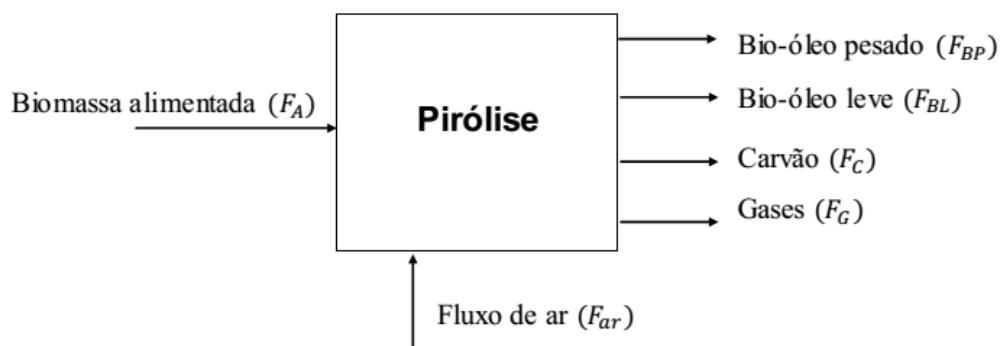 Bio-óleo pesado (F_BP)
Biomassa alimentada (F_A)
Pirólise
Bio-óleo leve (F_BL)
Carvão (F_C)
Gases (F_G)
Fluxo de ar (F_ar)